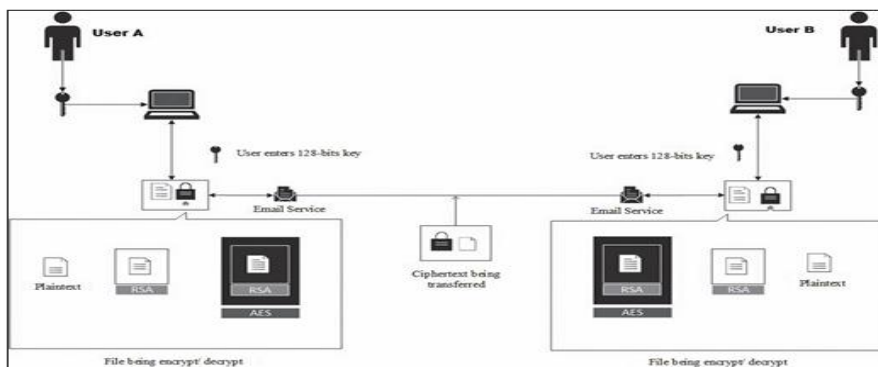 User A
User B
User enters 128-bits key
User enters 128-bits key
Email Service
Email Service
Plaintext
RSA
RSA
AES
Ciphertext being
transferred
RSA
AES
RSA
Plaintext
File being encrypt/ decrypt
File being encrypt/ decrypt